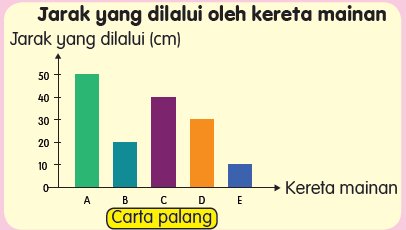 Jarak yang dilalui oleh kereta mainan
Jarak yang dilalui (cm)
50
40
30
20
10
0
A B C D E
Kereta mainan
Carta palang